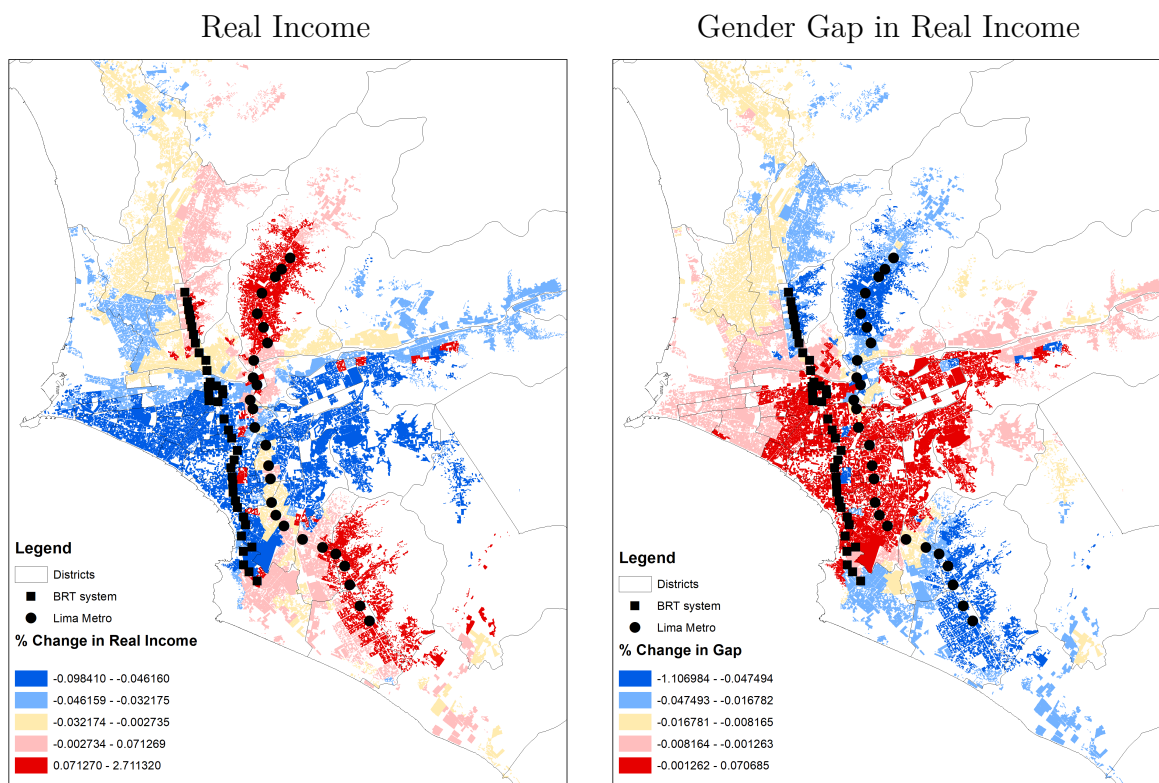 Real Income
Legend
Districts
BRT system
Lima Metro
% Change in Real Income
-0.098410 - -0.046160
-0.046159 - -0.032175
-0.032174 - -0.002735
-0.002734 - 0.071269
0.071270 - 2.711320
Gender Gap in Real Income
Legend
Districts
BRT system
Lima Metro
% Change in Gap
-1.106984 - -0.047494
-0.047493 - -0.016782
-0.016781 - -0.008165
-0.008164 - -0.001263
-0.001262 - 0.070685